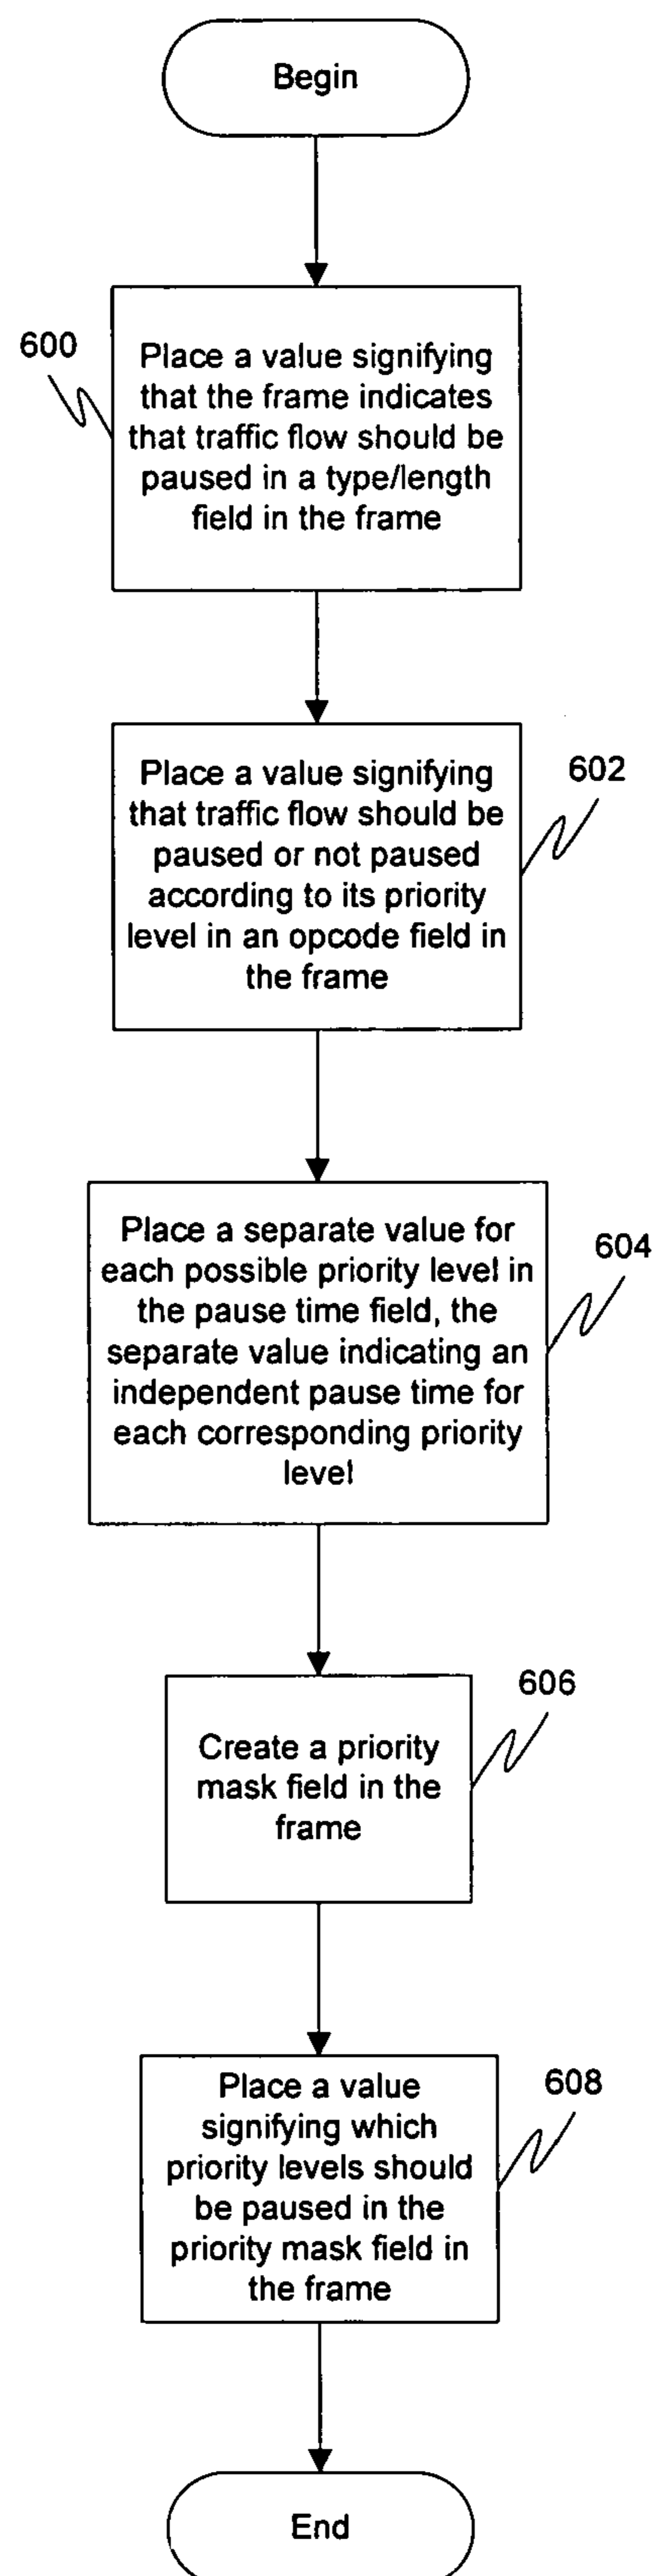 Begin
600
Place a value signifying
that the frame indicates
that traffic flow should be
paused in a type/length
field in the frame
602
Place a value signifying
that traffic flow should be
paused or not paused
according to its priority
level in an opcode field in
the frame
604
Place a separate value for
each possible priority level in
the pause time field, the
separate value indicating an
independent pause time for
each corresponding priority
level
606
Create a priority
mask field in the
frame
608
Place a value
signifying which
priority levels should
be paused in the
priority mask field in
the frame
End